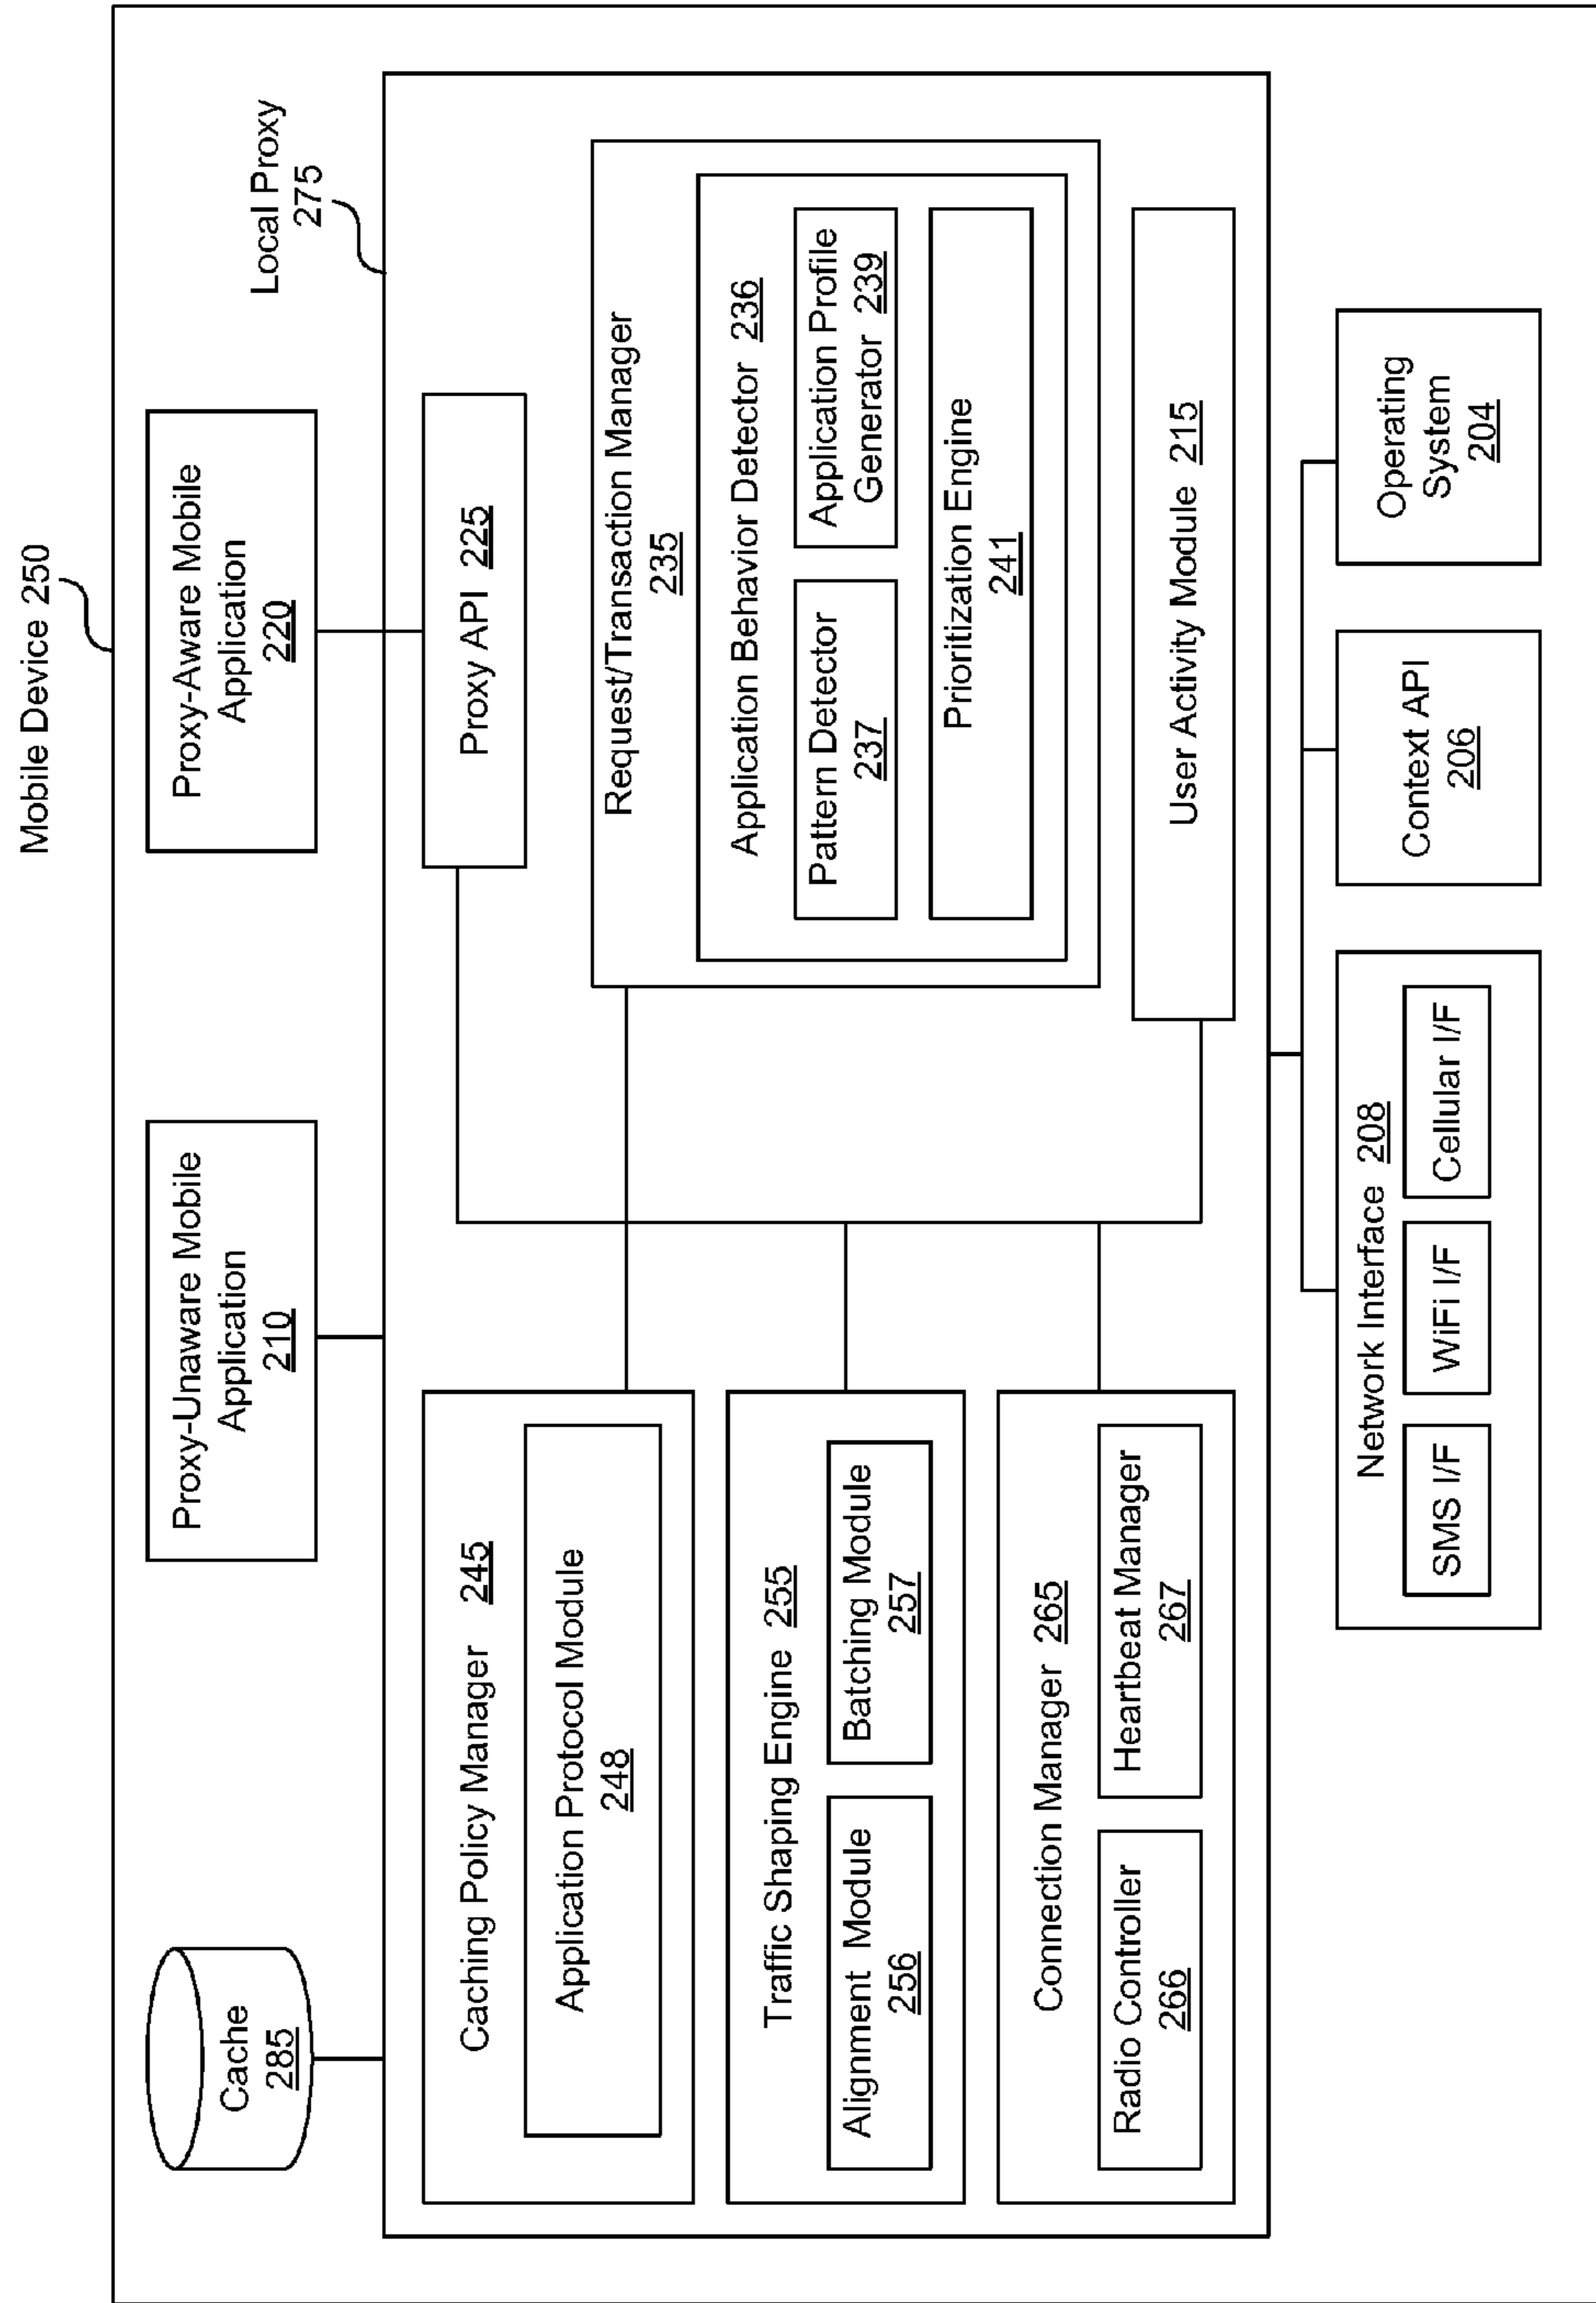 Mobile Device 250
Cache
285
Proxy-Unaware Mobile
Application
210
Proxy-Aware Mobile
Application
220
Local Proxy
275
Caching Policy Manager 245
Application Protocol Module
248
Traffic Shaping Engine 255
Alignment Module
256
Batching Module
257
Connection Manager 265
Radio Controller
266
Heartbeat Manager
267
Proxy API 225
Request/Transaction Manager
235
Application Behavior Detector 236
Pattern Detector
237
Application Profile
Generator 239
Prioritization Engine
241
User Activity Module 215
Network Interface 208
SMS I/F
WiFi I/F
Cellular I/F
Context API
206
Operating
System
204